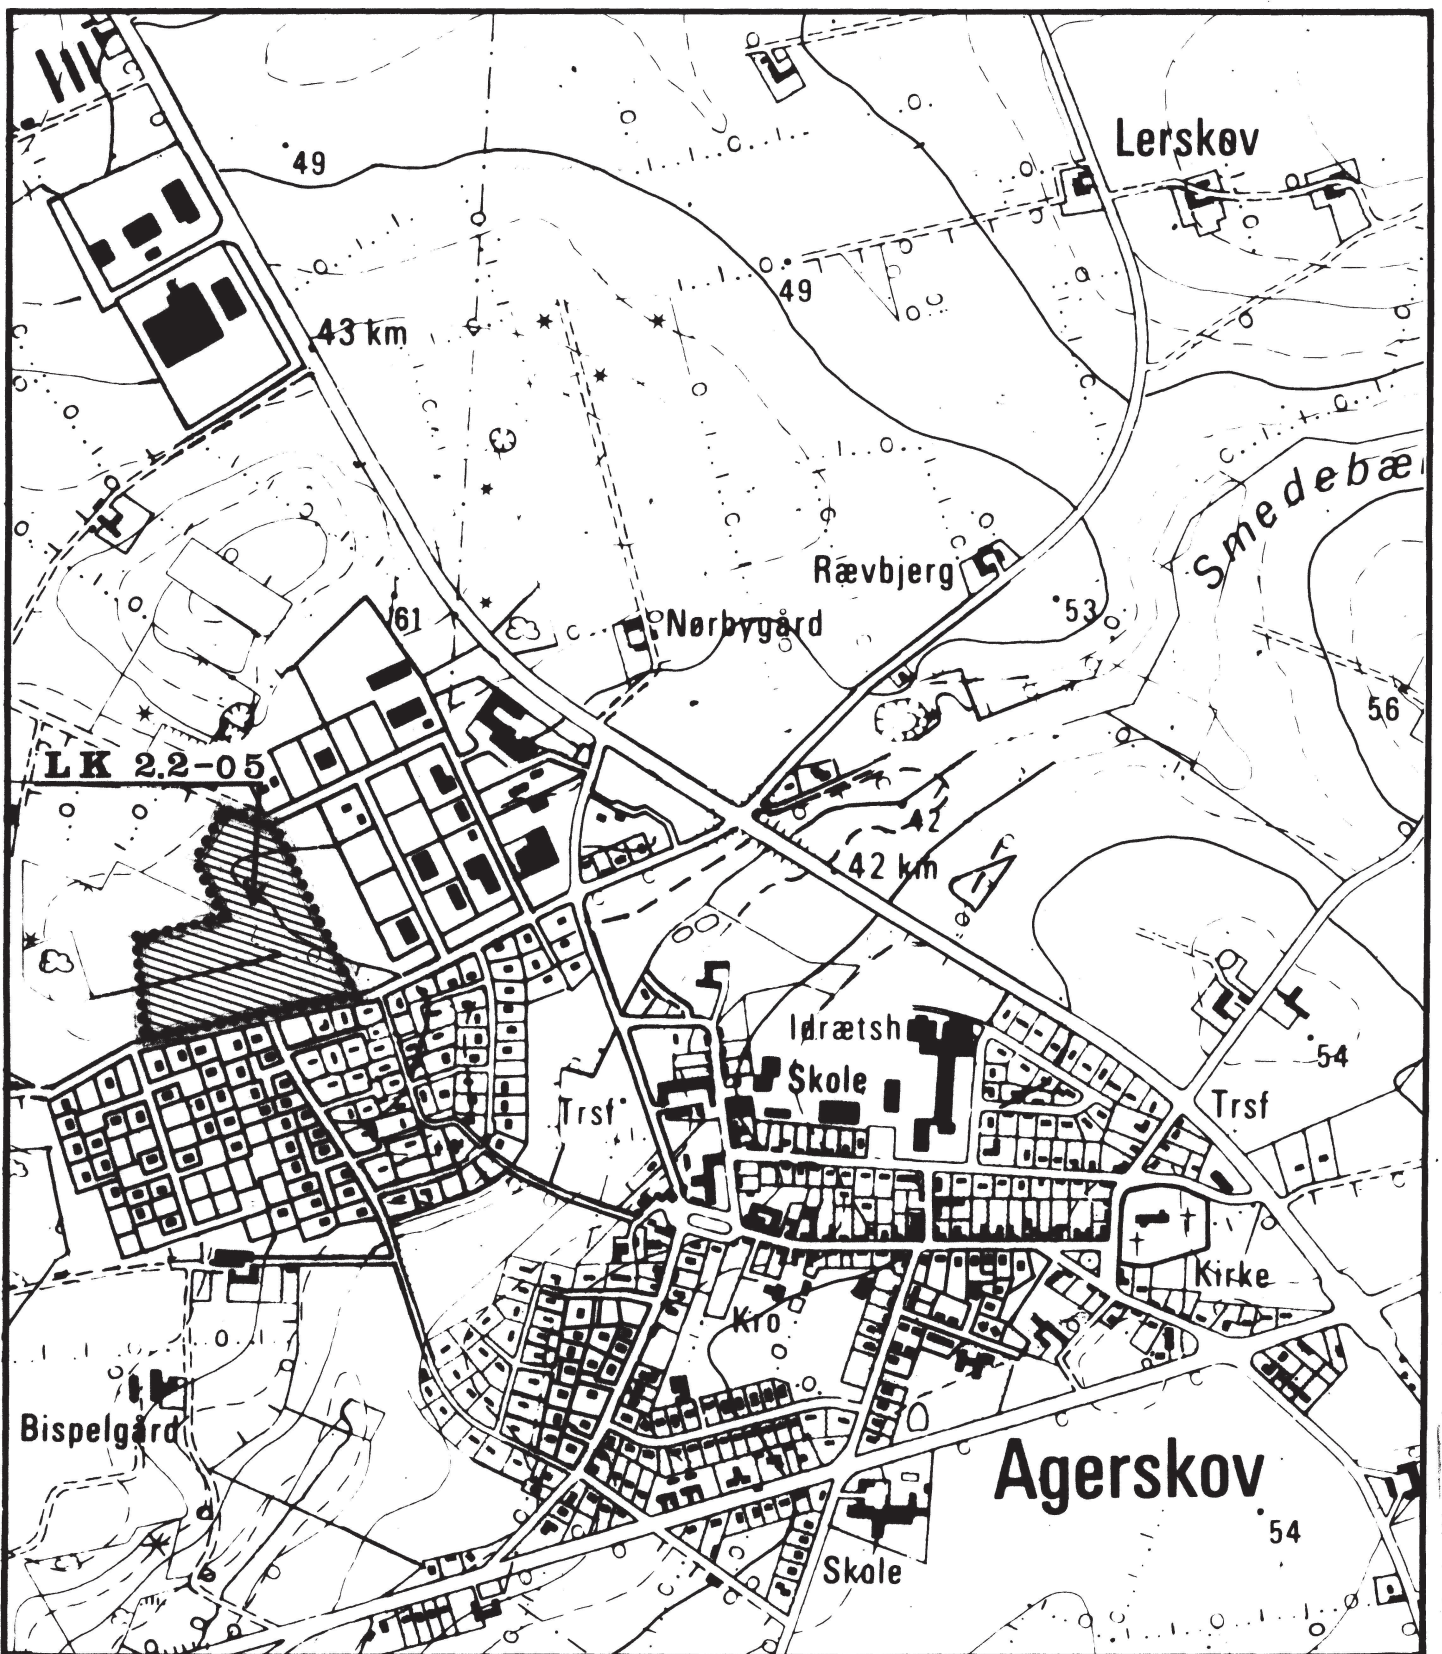 Lerskov
49
49
43 km
Smedebæ
Rævbjerg
53
Nørbygård
61
56
LK 2.2-05
42
42 km
Idrætsh
Skole
54
Trsf
Trsf
Kirke
Kro
Bispelgård
Agerskov
54
Skole